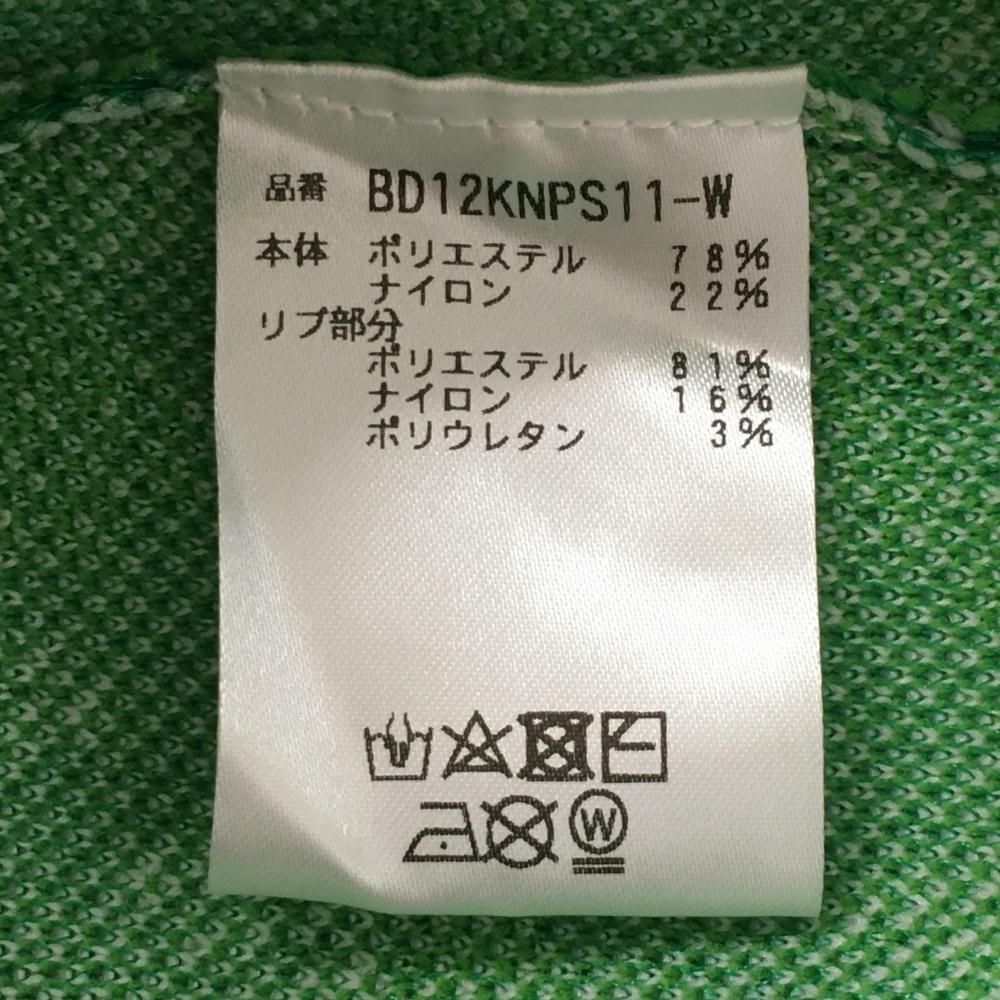 品番 BD12KNPS11-W
本体 ポリエステル 78%
ナイロン 22%
リブ部分
ポリエステル 81%
ナイロン 16%
ポリウレタン 3%
W